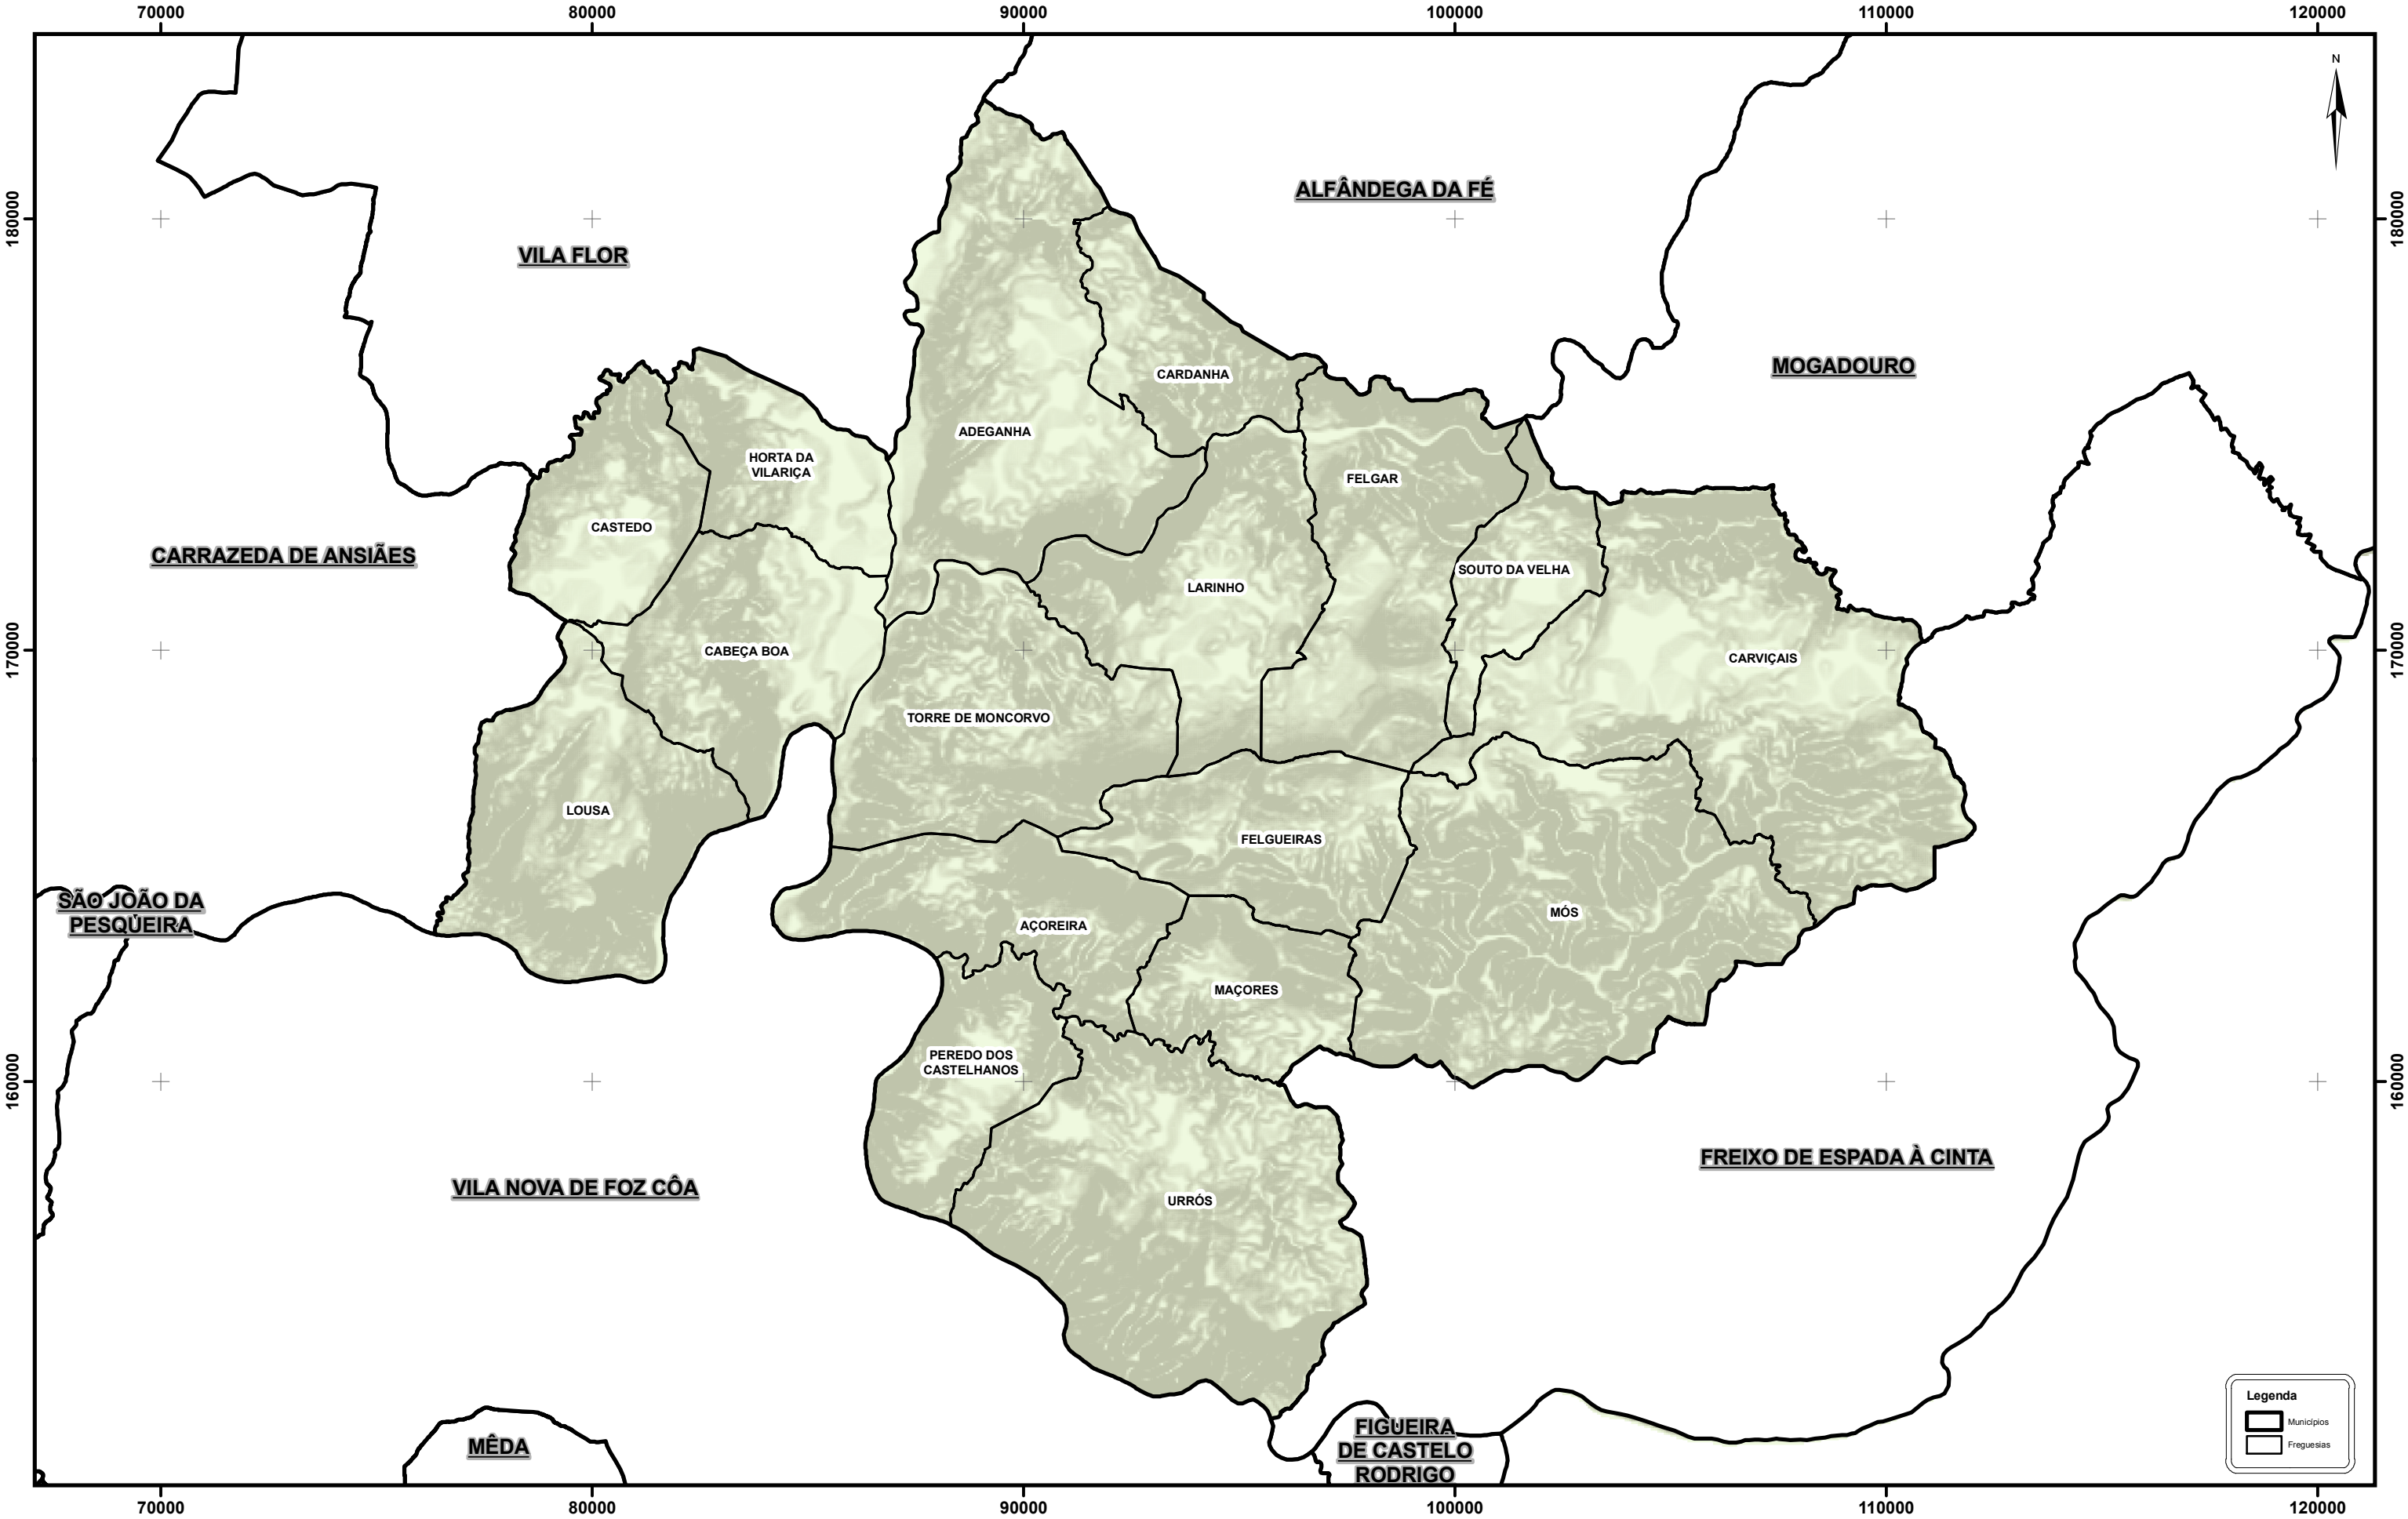 70000 80000 90000 100000 110000 120000
N
180000
180000
ALFÂNDEGA DA FÉ
VILA FLOR
MOGADOURO
CARDANHA
ADEGANHA
HORTA DA
VILARIÇA
FELGAR
CASTEDO
CARRAZEDA DE ANSIÃES
SOUTO DA VELHA
LARINHO
170000
170000
CABEÇA BOA
CARVIÇAIS
TORRE DE MONCORVO
LOUSA
FELGUEIRAS
SÃO JOÃO DA
PESQUEIRA
MÓS
AÇOREIRA
MAÇORES
PEREDO DOS
CASTELHANOS
160000
160000
FREIXO DE ESPADA À CINTA
VILA NOVA DE FOZ CÔA
URRÓS
Legenda
Municípios
Freguesias
MÊDA
FIGUEIRA
DE CASTELO
RODRIGO
70000 80000 90000 100000 110000 120000